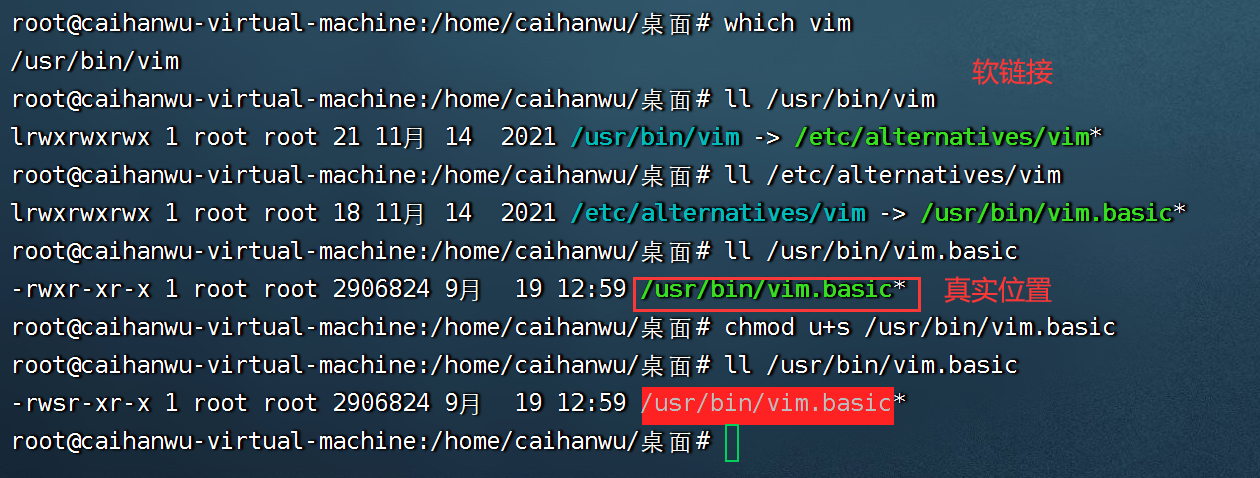 root@caihanwu-virtual-machine:/home/caihanwu/桌面# which vim
/usr/bin/vim
软链接
root@caihanwu-virtual-machine:/home/caihanwu/桌面# ll /usr/bin/vim
lrwxrwxrwx 1 root root 21 11月 14  2021 /usr/bin/vim -> /etc/alternatives/vim*
root@caihanwu-virtual-machine:/home/caihanwu/桌面# ll /etc/alternatives/vim
lrwxrwxrwx 1 root root 18 11月 14  2021 /etc/alternatives/vim -> /usr/bin/vim.basic*
root@caihanwu-virtual-machine:/home/caihanwu/桌面# ll /usr/bin/vim.basic
-rwxr-xr-x 1 root root 2906824 9月  19 12:59 /usr/bin/vim.basic* 真实位置
root@caihanwu-virtual-machine:/home/caihanwu/桌面# chmod u+s /usr/bin/vim.basic
root@caihanwu-virtual-machine:/home/caihanwu/桌面# ll /usr/bin/vim.basic
-rwsr-xr-x 1 root root 2906824 9月  19 12:59 /usr/bin/vim.basic*
root@caihanwu-virtual-machine:/home/caihanwu/桌面#